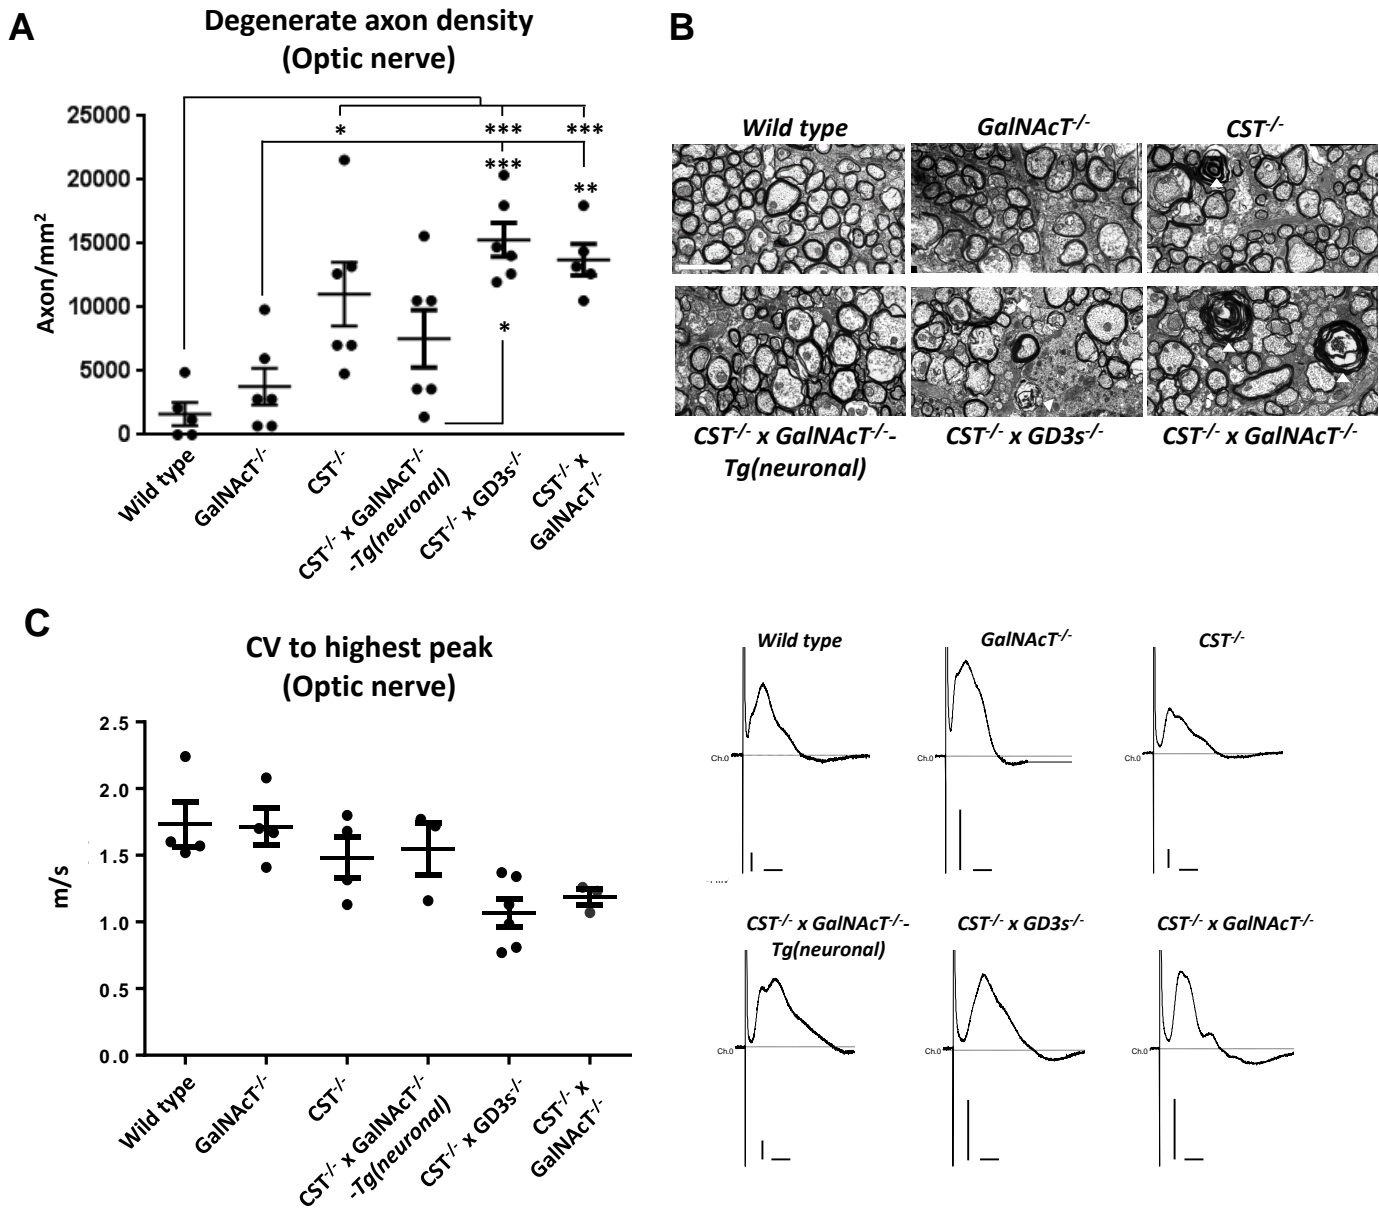 A
Degenerate axon density
(Optic nerve)
25000
20000
15000
10000
5000
0
Axon/mm²
* *** ***
***
**
*
Wild type
GalNAcT-/-
CST-/-
CST-/- x GalNAcT-/-
-Tg(neuronal)
CST-/- x GD3s-/-
CST-/- x
GalNAcT-/-
B
Wild type
GalNAcT-/-
CST-/-
CST-/- x GalNAcT-/--
Tg(neuronal)
CST-/- x GD3s-/-
CST-/- x GalNAcT-/-
C
CV to highest peak
(Optic nerve)
2.5
2.0
1.5
1.0
0.5
0.0
m/s
Wild type
GalNAcT-/-
CST-/-
CST-/- x GalNAcT-/-
-Tg(neuronal)
CST-/- x GD3s-/-
CST-/- x
GalNAcT-/-
Wild type
GalNAcT-/-
CST-/-
Ch.0
Ch.0
Ch.0
CST-/- x GalNAcT-/--
Tg(neuronal)
CST-/- x GD3s-/-
CST-/- x GalNAcT-/-
Ch.0
Ch.0
Ch.0